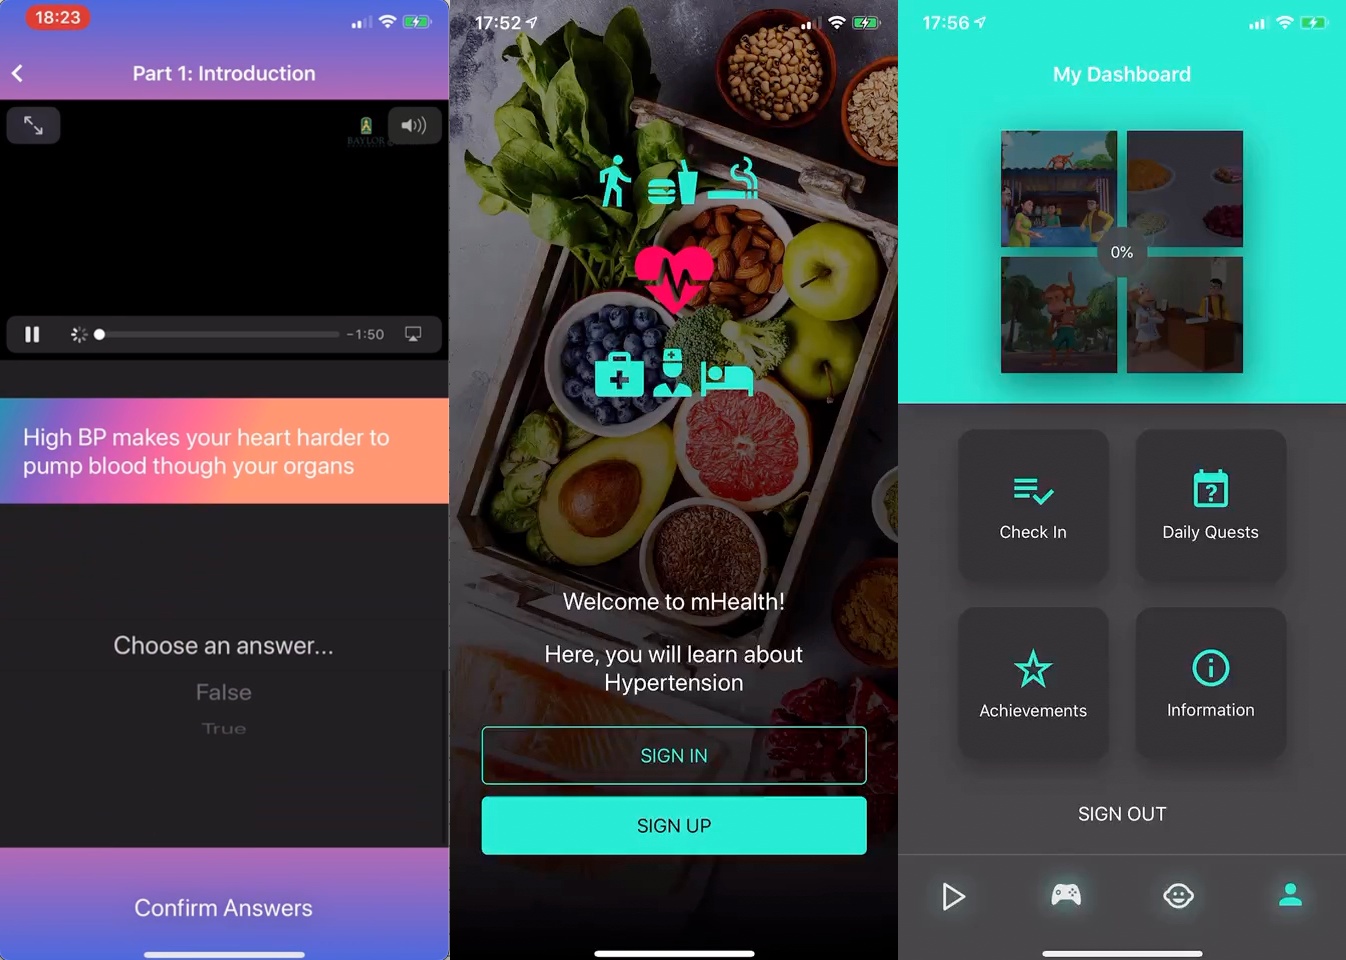 18:23
Part 1: Introduction
BAYLOR
-1:50
High BP makes your heart harder to
pump blood though your organs
Choose an answer...
False
True
Confirm Answers
17:52
Welcome to mHealth!
Here, you will learn about
Hypertension
SIGN IN
SIGN UP
17:56
My Dashboard
0%
Check In
Daily Quests
Achievements
Information
SIGN OUT